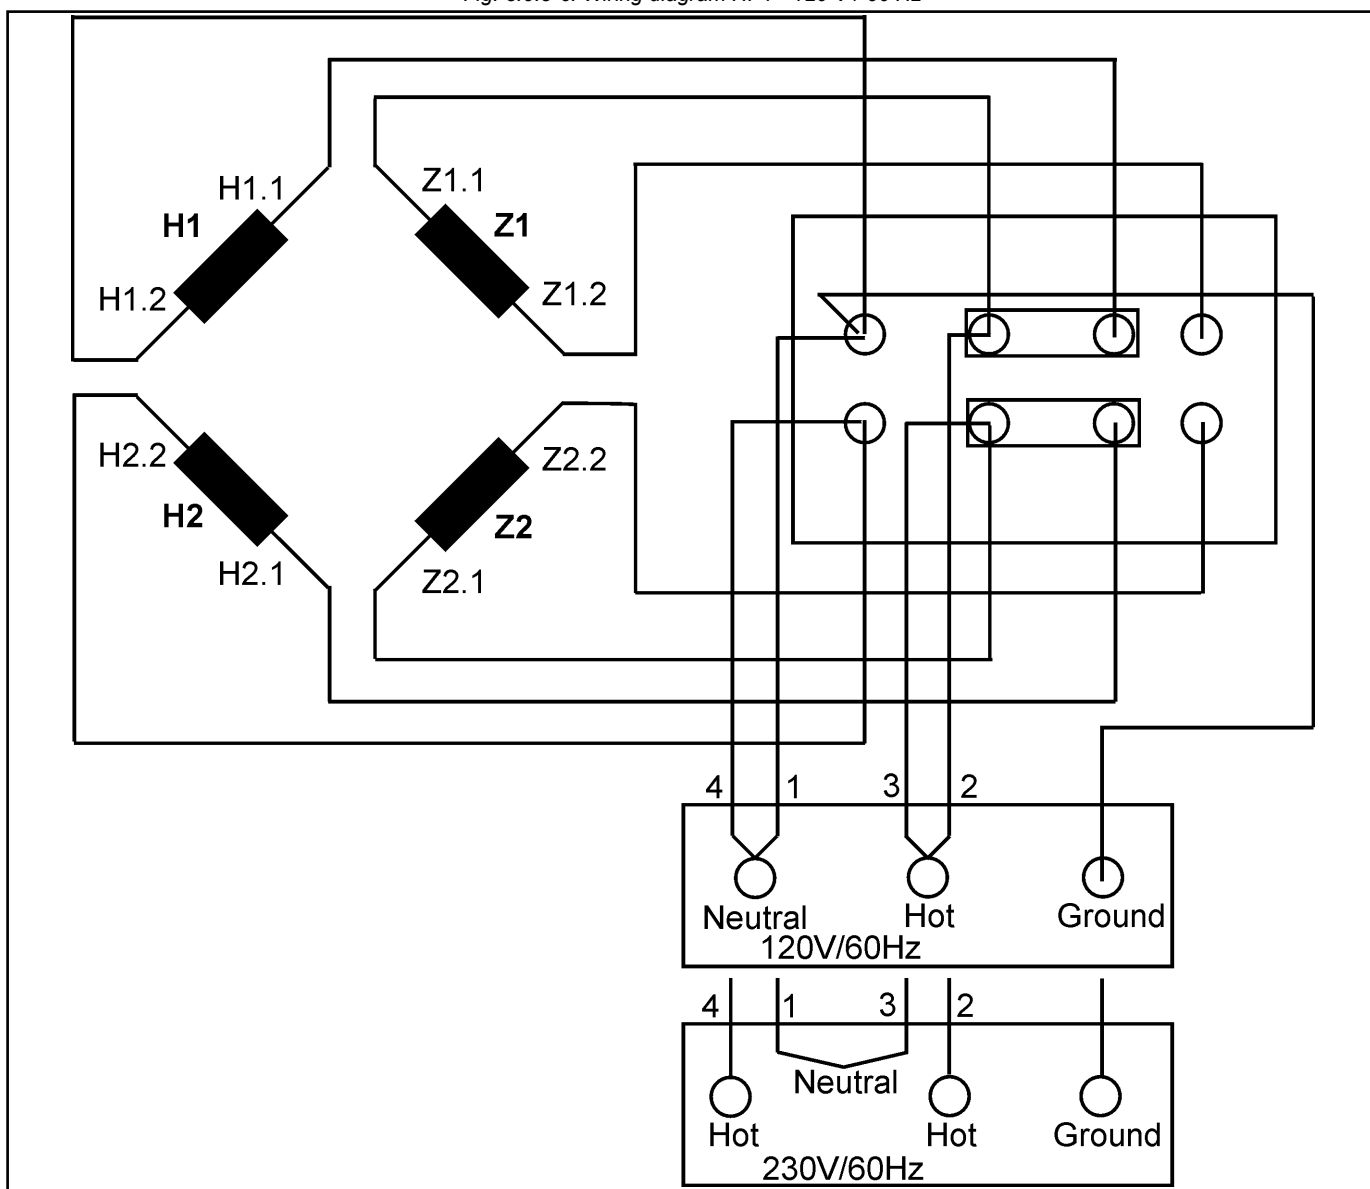 H1.1
Z1.1
H1
Z1
H1.2
Z1.2
H2.2
Z2.2
H2
Z2
H2.1
Z2.1
4 1 3 2
Neutral Hot Ground
120V/60Hz
4 1 3 2
Neutral
Hot Hot Ground
230V/60Hz